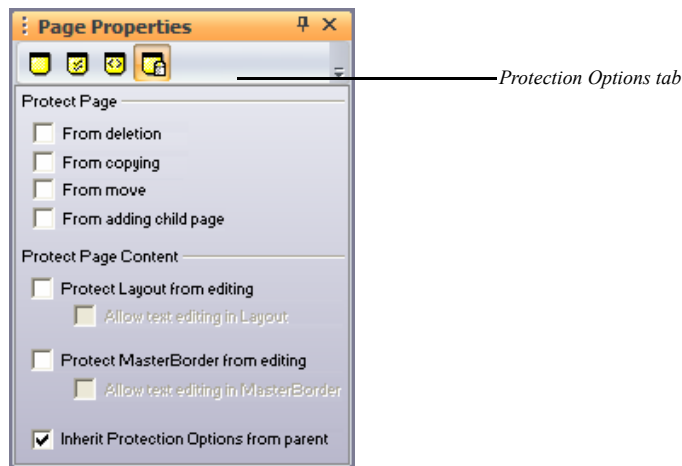 Page Properties
Protection Options tab
Protect Page
From deletion
From copying
From move
From adding child page
Protect Page Content
Protect Layout from editing
Allow text editing in Layout
Protect MasterBorder from editing
Allow text editing in MasterBorder
Inherit Protection Options from parent